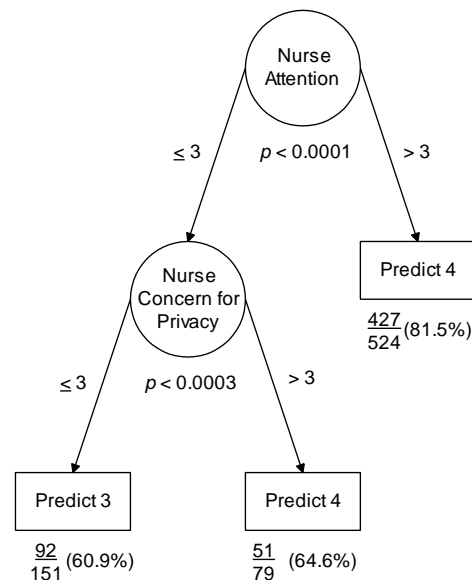 Nurse
Attention
≤ 3
p < 0.0001
> 3
Nurse
Concern for
Privacy
Predict 4
427
524 (81.5%)
≤ 3
p < 0.0003
> 3
Predict 3
Predict 4
92
151 (60.9%)
51
79 (64.6%)